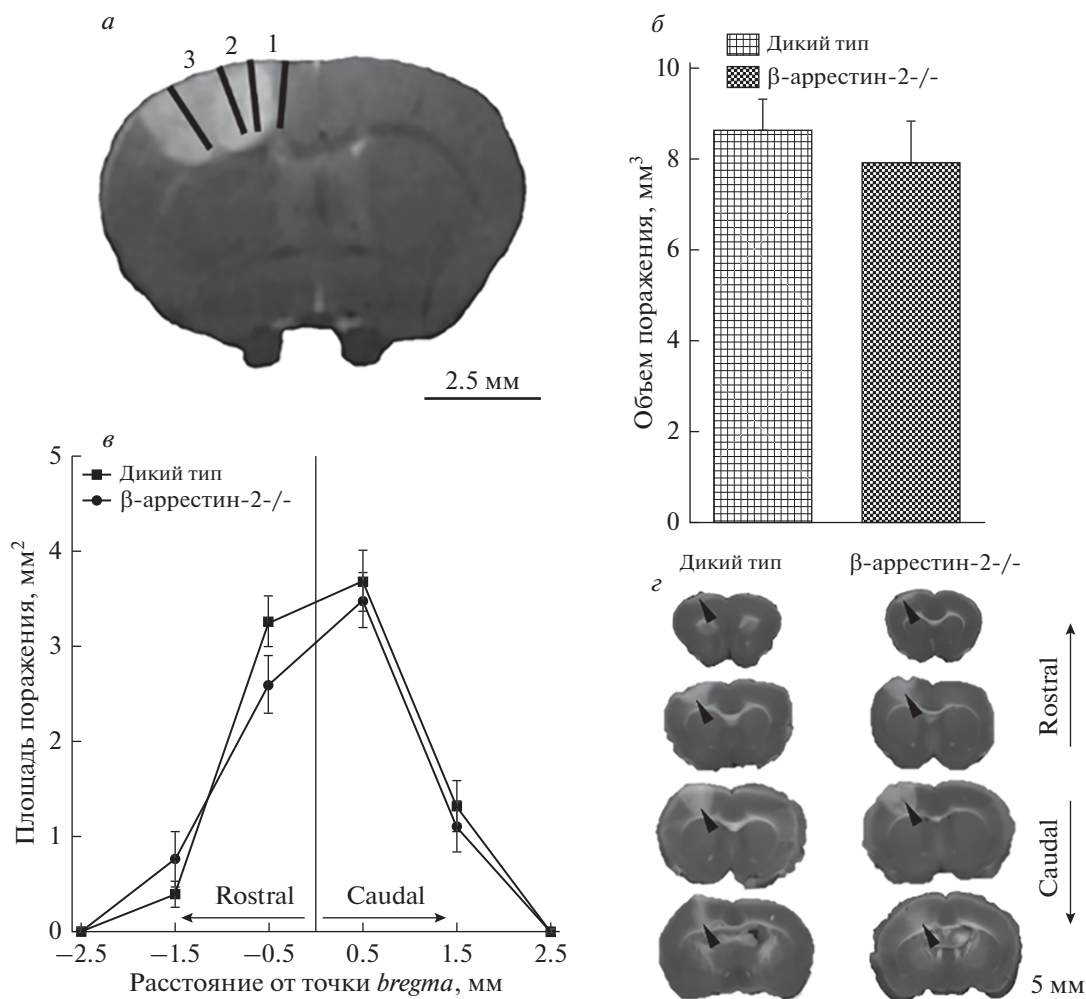 а
3
2
1
2.5 мм
б
Дикий тип
β-аррестин-2-/-
Объем поражения, мм³
10
8
6
4
2
0
в
Дикий тип
β-аррестин-2-/-
Площадь поражения, мм²
5
4
3
2
1
0
Rostral
Caudal
−2.5 −1.5 −0.5 0.5 1.5 2.5
Расстояние от точки bregma, мм
г
Дикий тип
β-аррестин-2-/-
Rostral
Caudal
5 мм